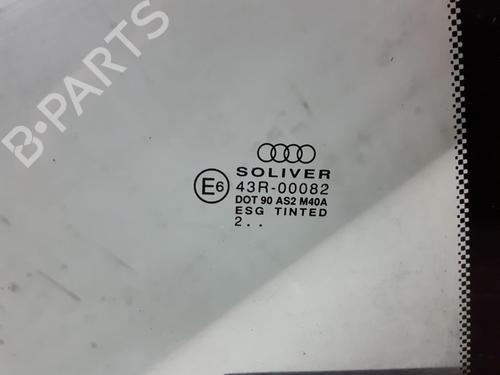 B-PARTS
SOLIVER
E6 43R-00082
DOT 90 AS2 M40A
ESG TINTED
2..